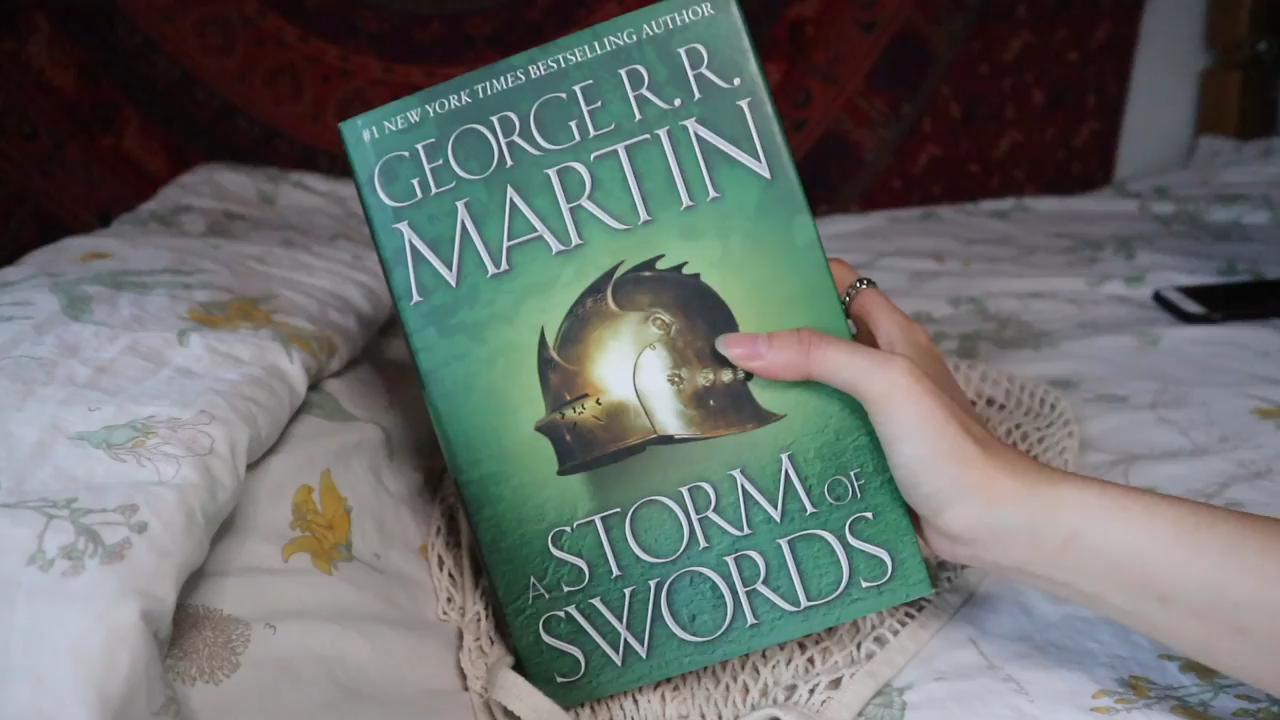 #1 NEW YORK TIMES BESTSELLING AUTHOR
GEORGE R. R.
MARTIN
A STORM OF
SWORDS